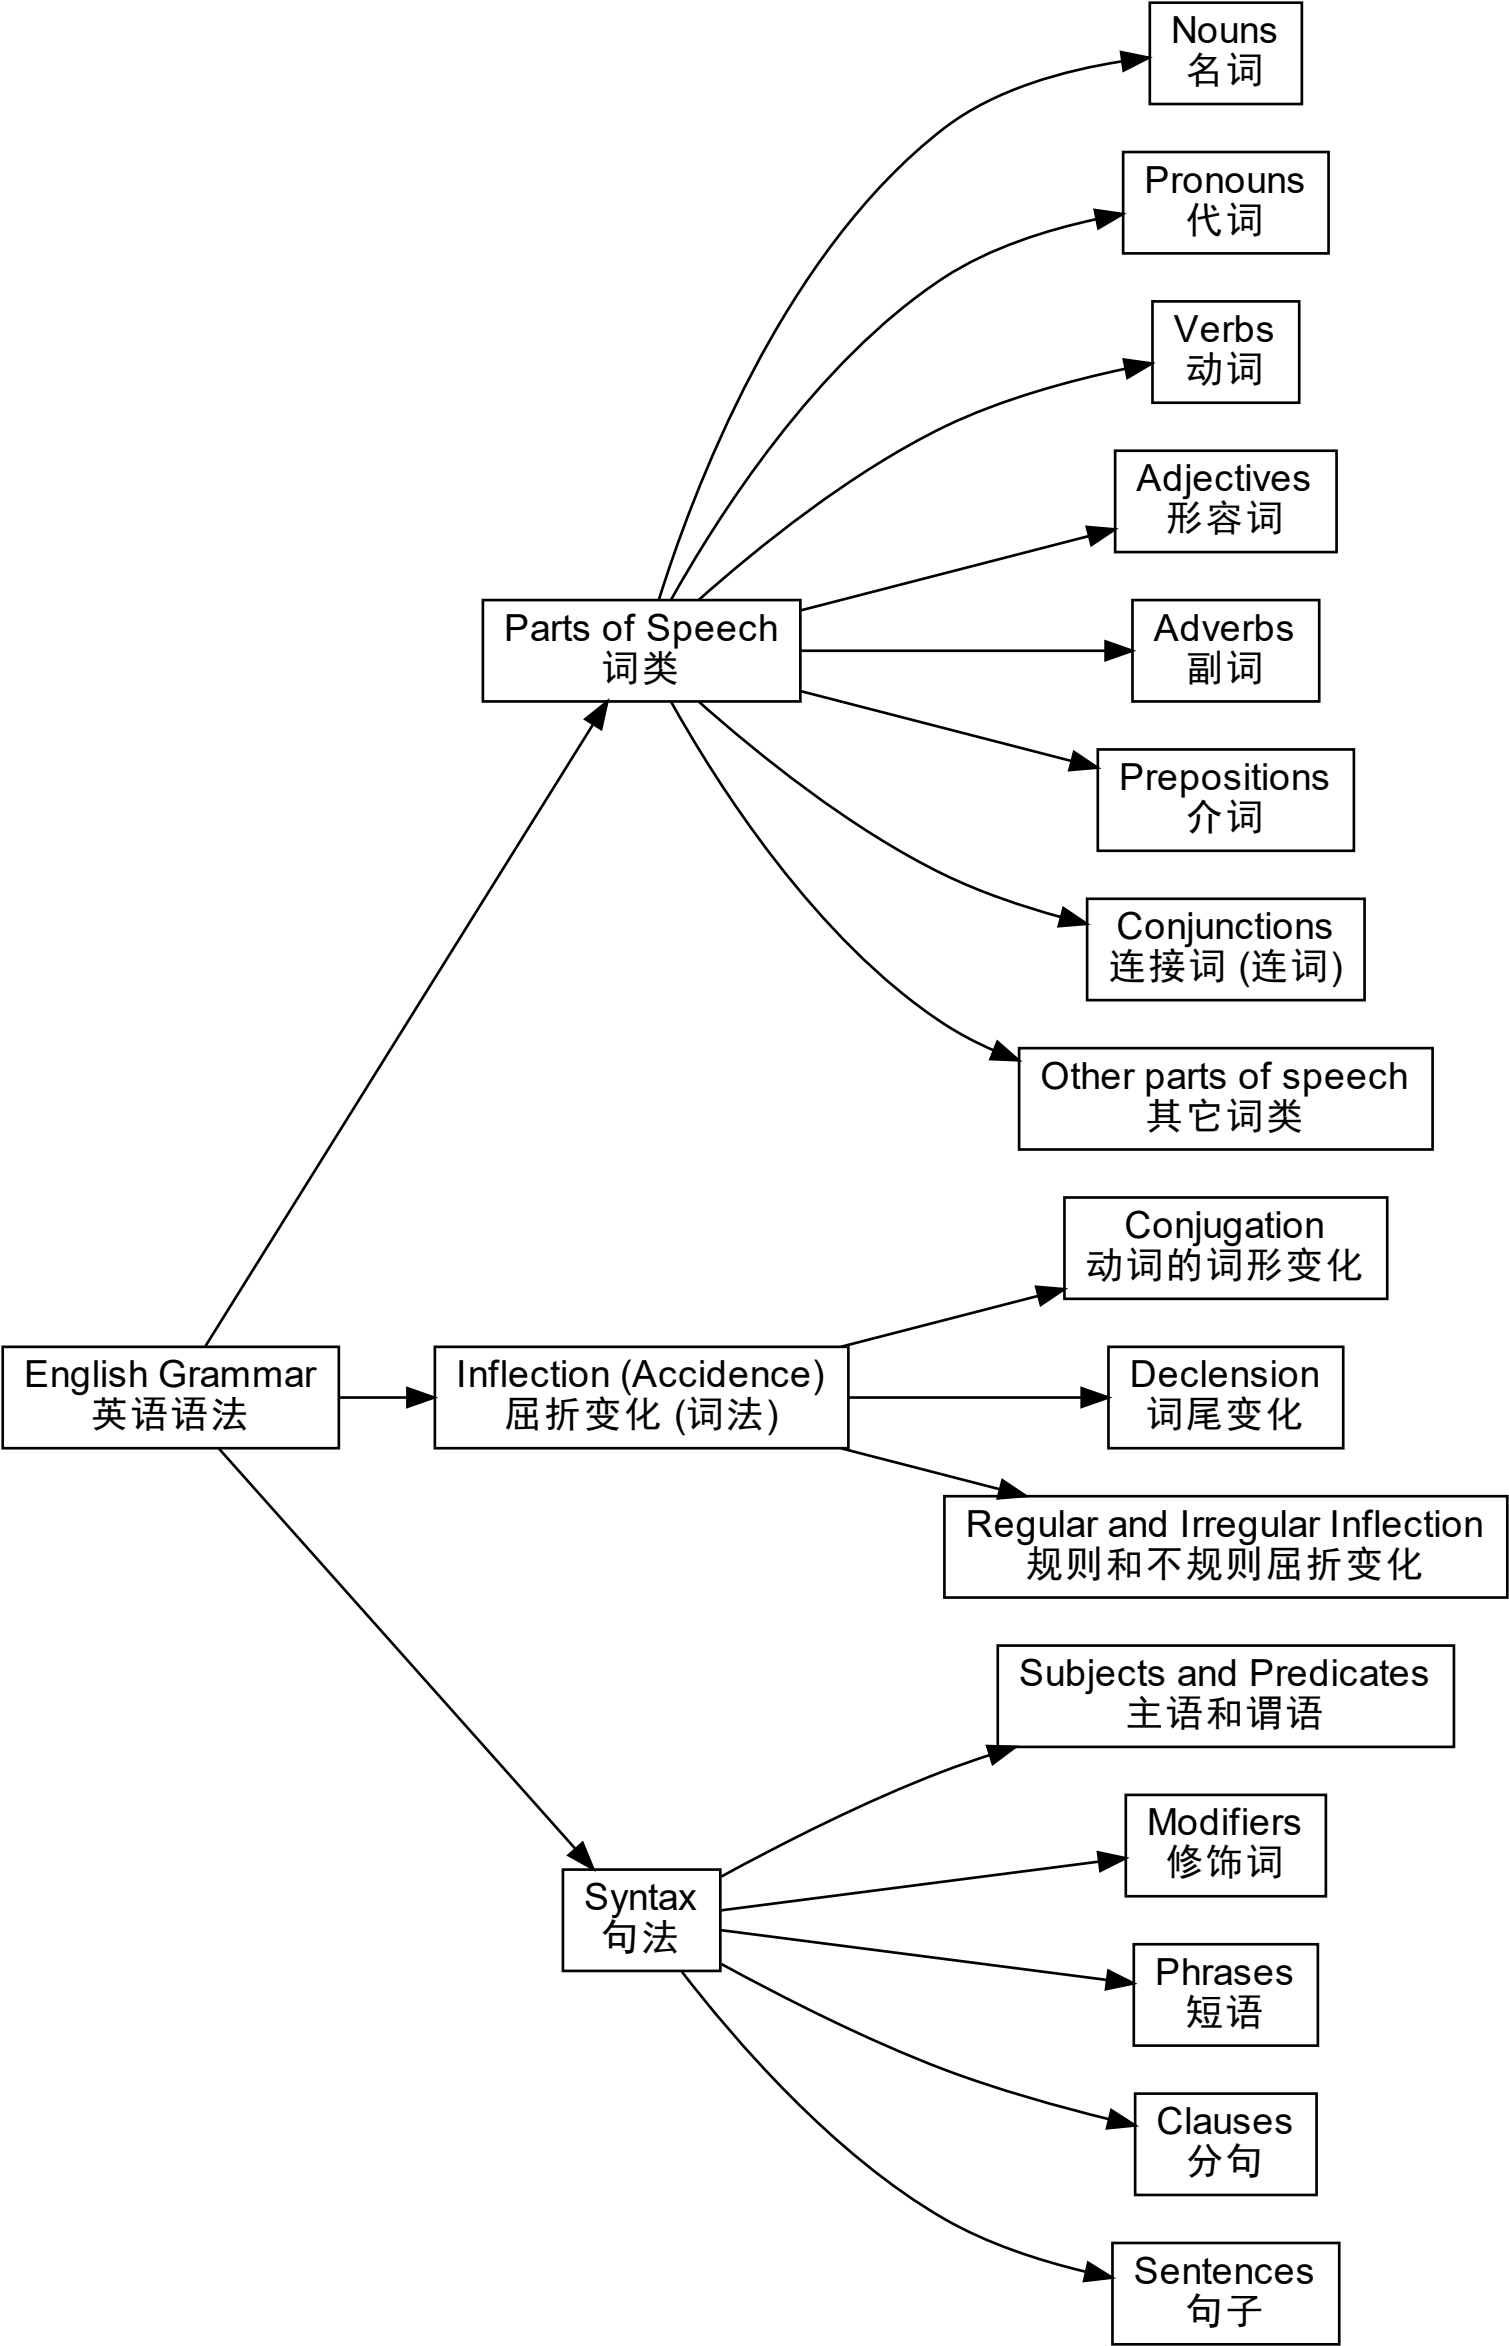 Nouns
名词
Pronouns
代词
Verbs
动词
Adjectives
形容词
Parts of Speech
词类
Adverbs
副词
Prepositions
介词
Conjunctions
连接词 (连词)
Other parts of speech
其它词类
Conjugation
动词的词形变化
English Grammar
英语语法
Inflection (Accidence)
屈折变化 (词法)
Declension
词尾变化
Regular and Irregular Inflection
规则和不规则屈折变化
Subjects and Predicates
主语和谓语
Modifiers
修饰词
Syntax
句法
Phrases
短语
Clauses
分句
Sentences
句子